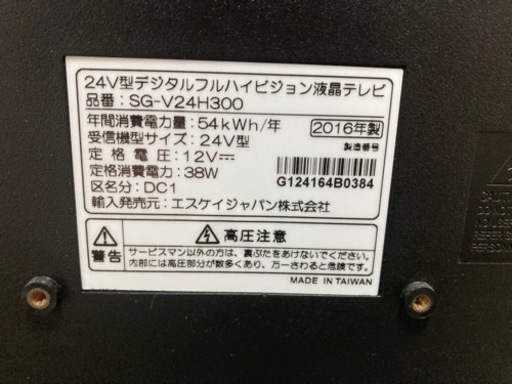 24V型デジタルフルハイビジョン液晶テレビ
品番：SG-V24H300
年間消費電力量：54kWh/年
2016年製
受信機型サイズ：24V型
製造番号
定格電圧：12V⎓
定格消費電力：38W
G124164B0384
区名分：DC1
輸入発売元：エスケイジャパン株式会社
警告
高圧注意
サービスマン以外の方は、裏ぶたをあけないでください。
内部には高圧部分が数多くあり、万一さわると危険です。
MADE IN TAIWAN